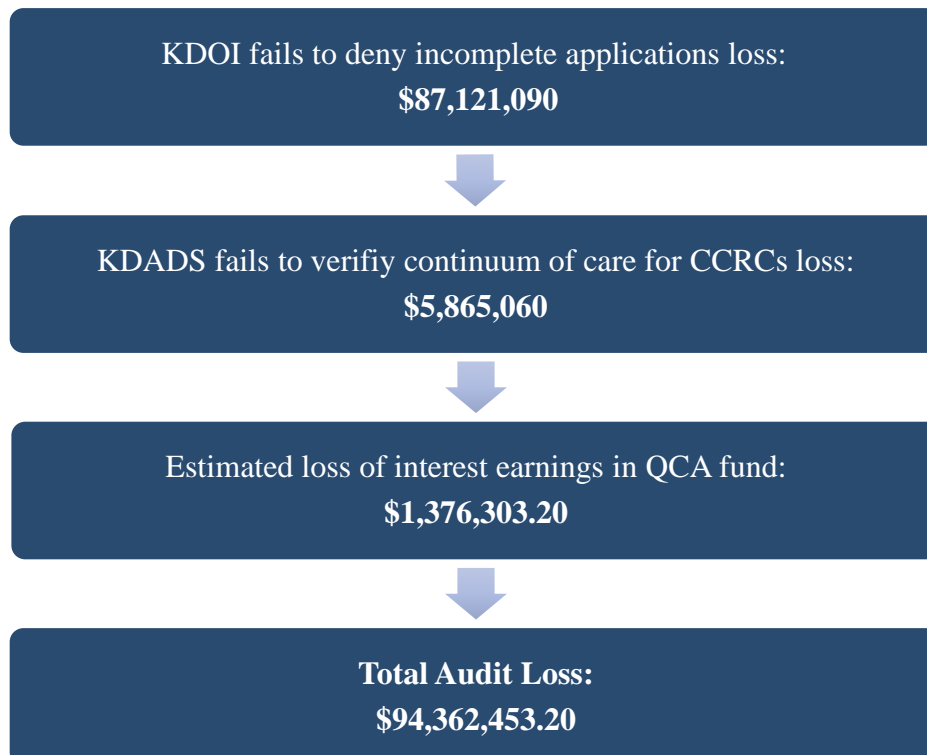 KDOI fails to deny incomplete applications loss:
$87,121,090
KDADS fails to verifiy continuum of care for CCRCs loss:
$5,865,060
Estimated loss of interest earnings in QCA fund:
$1,376,303.20
Total Audit Loss:
$94,362,453.20